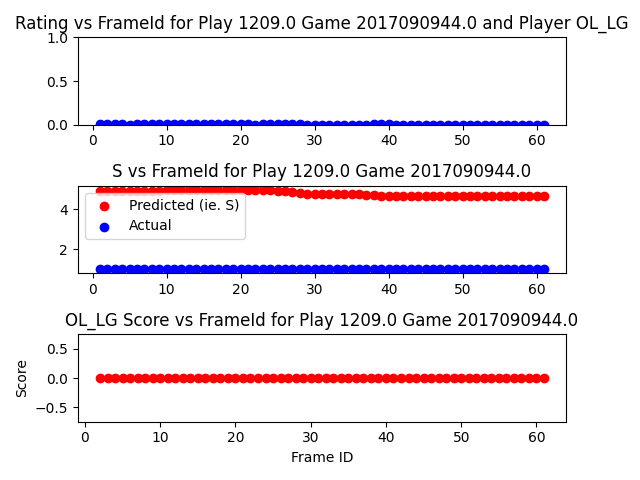 Rating vs FrameId for Play 1209.0 Game 2017090944.0 and Player OL_LG
1.0
0.5
0.0
0 10 20 30 40 50 60
S vs FrameId for Play 1209.0 Game 2017090944.0
4
2
Predicted (ie. S)
Actual
0 10 20 30 40 50 60
OL_LG Score vs FrameId for Play 1209.0 Game 2017090944.0
Score
0.5
0.0
−0.5
0 10 20 30 40 50 60
Frame ID